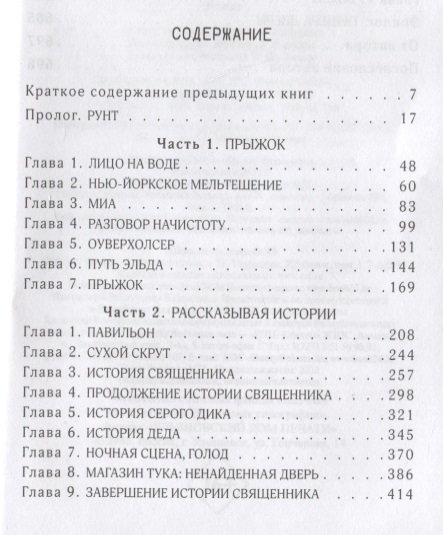 СОДЕРЖАНИЕ
Краткое содержание предыдущих книг . . . . . . 7
Пролог. РУНТ . . . . . . . . . . . . . . . . . . 17
Часть 1. ПРЫЖОК
Глава 1. ЛИЦО НА ВОДЕ . . . . . . . . . . . . . . 48
Глава 2. НЬЮ-ЙОРКСКОЕ МЕЛЬТЕШЕНИЕ . . . . . . . . 60
Глава 3. МИА . . . . . . . . . . . . . . . . . . 83
Глава 4. РАЗГОВОР НАЧИСТОТУ. . . . . . . . . . . . 99
Глава 5. ОУВЕРХОЛСЕР . . . . . . . . . . . . . . 131
Глава 6. ПУТЬ ЭЛЬДА . . . . . . . . . . . . . . . 144
Глава 7. ПРЫЖОК . . . . . . . . . . . . . . . . . 169
Часть 2. РАССКАЗЫВАЯ ИСТОРИИ
Глава 1. ПАВИЛЬОН . . . . . . . . . . . . . . . . 208
Глава 2. СУХОЙ СКРУТ . . . . . . . . . . . . . . 244
Глава 3. ИСТОРИЯ СВЯЩЕННИКА. . . . . . . . . . . . 257
Глава 4. ПРОДОЛЖЕНИЕ ИСТОРИИ СВЯЩЕННИКА . . . . 298
Глава 5. ИСТОРИЯ СЕРОГО ДИКА . . . . . . . . . . 321
Глава 6. ИСТОРИЯ ДЕДА . . . . . . . . . . . . . . 345
Глава 7. НОЧНАЯ СЦЕНА, ГОЛОД . . . . . . . . . . 370
Глава 8. МАГАЗИН ТУКА: НЕНАЙДЕННАЯ ДВЕРЬ . . . . 386
Глава 9. ЗАВЕРШЕНИЕ ИСТОРИИ СВЯЩЕННИКА . . . . 414